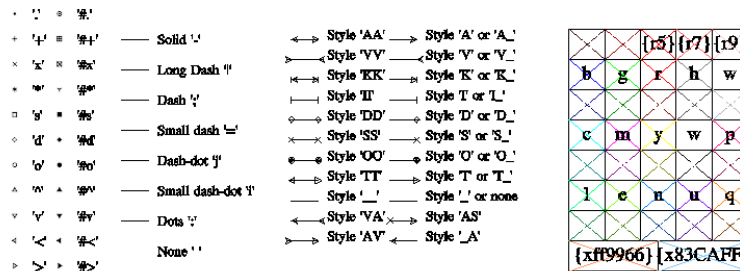 '.' '#.'
'+' '#+'
'x' '#x'
'*' '#*'
's' '#s'
'd' '#d'
'o' '#o'
'^' '#^'
'v' '#v'
'<' '#<'
'>' '#>'
Solid '-'
Long Dash '|'
Dash ';'
Small dash '='
Dash-dot 'j'
Small dash-dot 'i'
Dots ':'
None ' '
Style 'AA' Style 'A' or 'A_'
Style 'VV' Style 'V' or 'V_'
Style 'KK' Style 'K' or 'K_'
Style 'II' Style 'I' or 'I_'
Style 'DD' Style 'D' or 'D_'
Style 'SS' Style 'S' or 'S_'
Style 'OO' Style 'O' or 'O_'
Style 'TT' Style 'T' or 'T_'
Style '__' Style '_' or none
Style 'VA' Style 'AS'
Style 'AV' Style '_A'
{r5} {r7} {r9
b g r h w
c m y w p
l e n u q
{xff9966} {x83CAFF